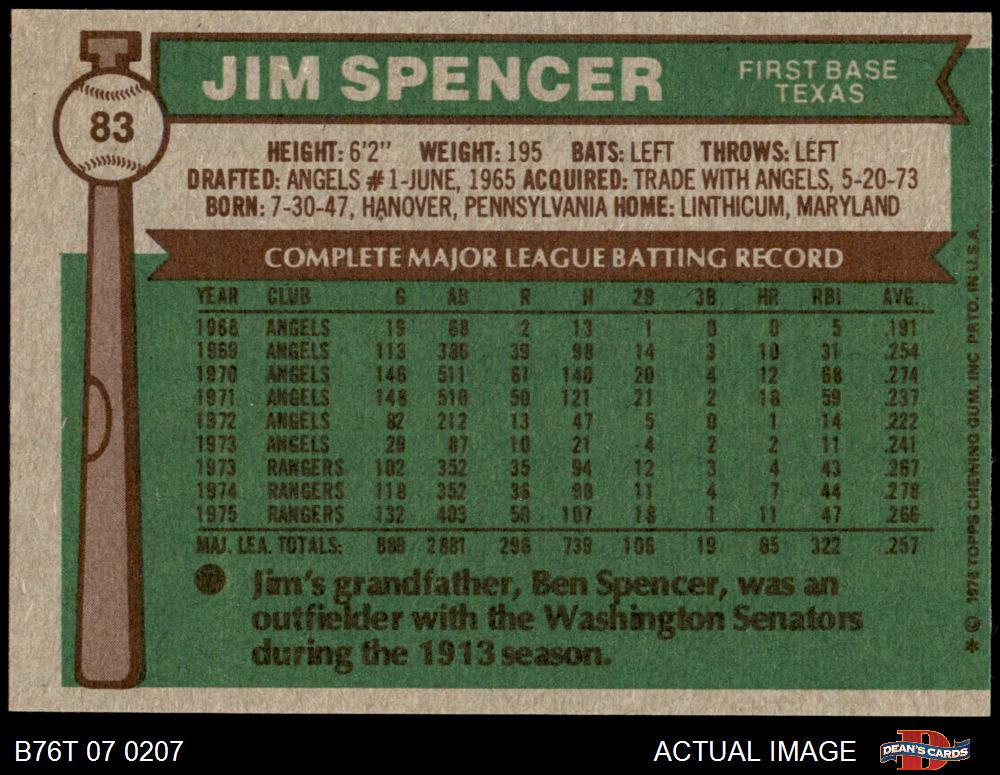 JIM SPENCER
FIRST BASE
TEXAS
83
HEIGHT: 6'2" WEIGHT: 195 BATS: LEFT THROWS: LEFT
DRAFTED: ANGELS #1-JUNE, 1965 ACQUIRED: TRADE WITH ANGELS, 5-20-73
BORN: 7-30-47, HANOVER, PENNSYLVANIA HOME: LINTHICUM, MARYLAND
COMPLETE MAJOR LEAGUE BATTING RECORD
YEAR CLUB G AB R H 2B 3B HR RBI AVG.
1968 ANGELS 19 68 2 13 1 0 0 5 .191
1969 ANGELS 113 386 39 98 14 3 10 31 .254
1970 ANGELS 146 511 61 140 20 4 12 68 .274
1971 ANGELS 148 510 50 121 21 2 18 59 .237
1972 ANGELS 82 212 13 47 5 0 1 14 .222
1973 ANGELS 29 87 10 21 4 2 2 11 .241
1973 RANGERS 102 352 35 94 12 3 4 43 .267
1974 RANGERS 118 352 36 98 11 4 7 44 .278
1975 RANGERS 132 403 50 107 18 1 11 47 .266
MAJ. LEA. TOTALS: 889 2881 296 739 106 19 65 322 .257
Jim's grandfather, Ben Spencer, was an
outfielder with the Washington Senators
during the 1913 season.
* © 1976 TOPPS CHEWING GUM, INC. PRTD. IN U.S.A.
B76T 07 0207
ACTUAL IMAGE
D
DEAN'S CARDS